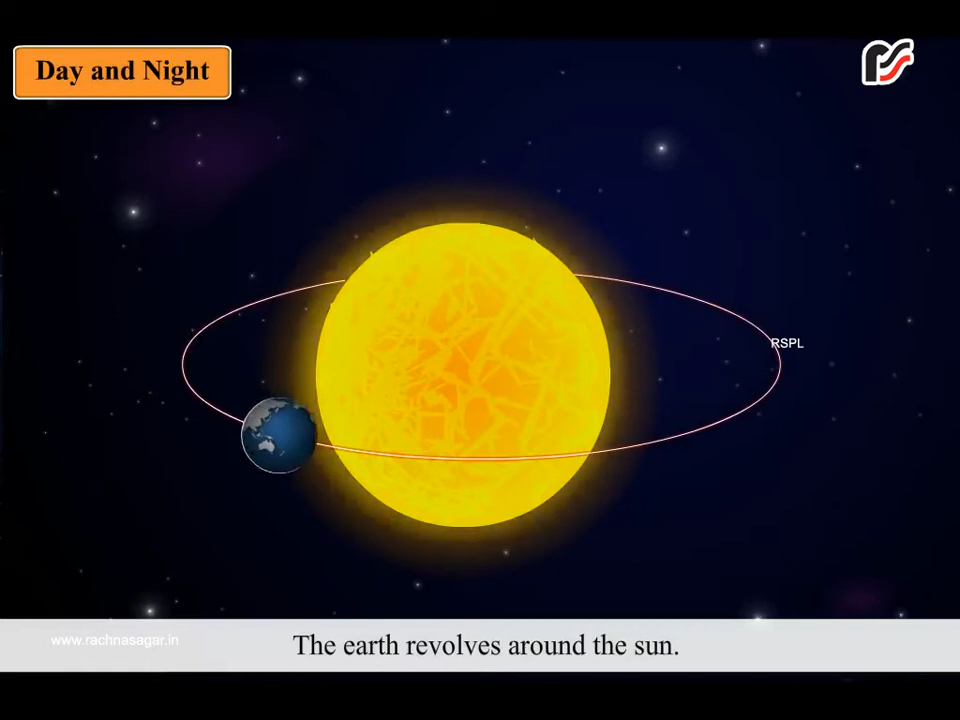 Day and Night
RSPL
www.rachnasagar.in
The earth revolves around the sun.